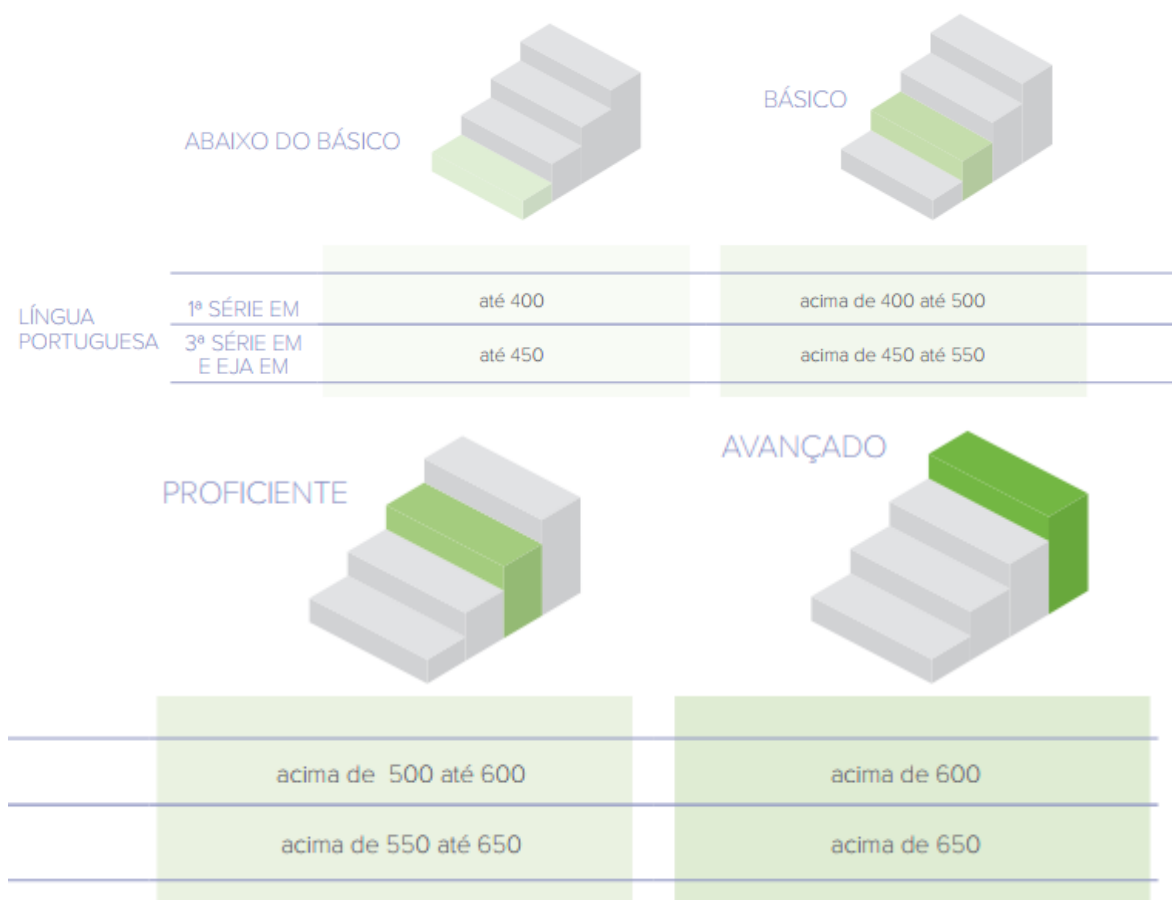 ABAIXO DO BÁSICO
BÁSICO
LÍNGUA
PORTUGUESA
1ª SÉRIE EM
até 400
acima de 400 até 500
3ª SÉRIE EM
E EJA EM
até 450
acima de 450 até 550
PROFICIENTE
AVANÇADO
acima de 500 até 600
acima de 600
acima de 550 até 650
acima de 650